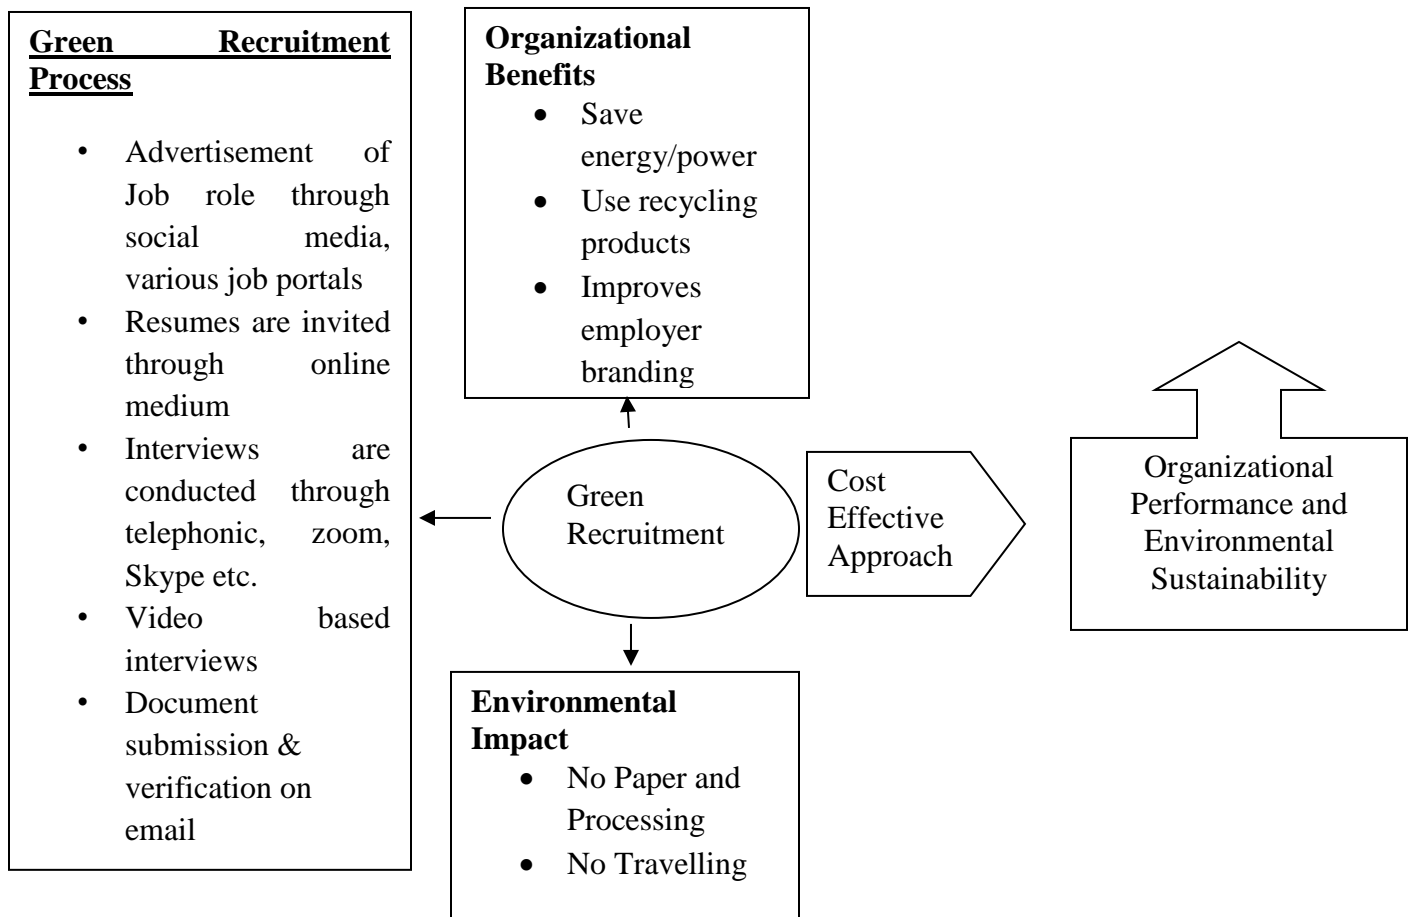 Green Recruitment
Process
• Advertisement of
Job role through
social media,
various job portals
• Resumes are invited
through online
medium
• Interviews are
conducted through
telephonic, zoom,
Skype etc.
• Video based
interviews
• Document
submission &
verification on
email
Organizational
Benefits
• Save
energy/power
• Use recycling
products
• Improves
employer
branding
Green
Recruitment
Cost
Effective
Approach
Organizational
Performance and
Environmental
Sustainability
Environmental
Impact
• No Paper and
Processing
• No Travelling